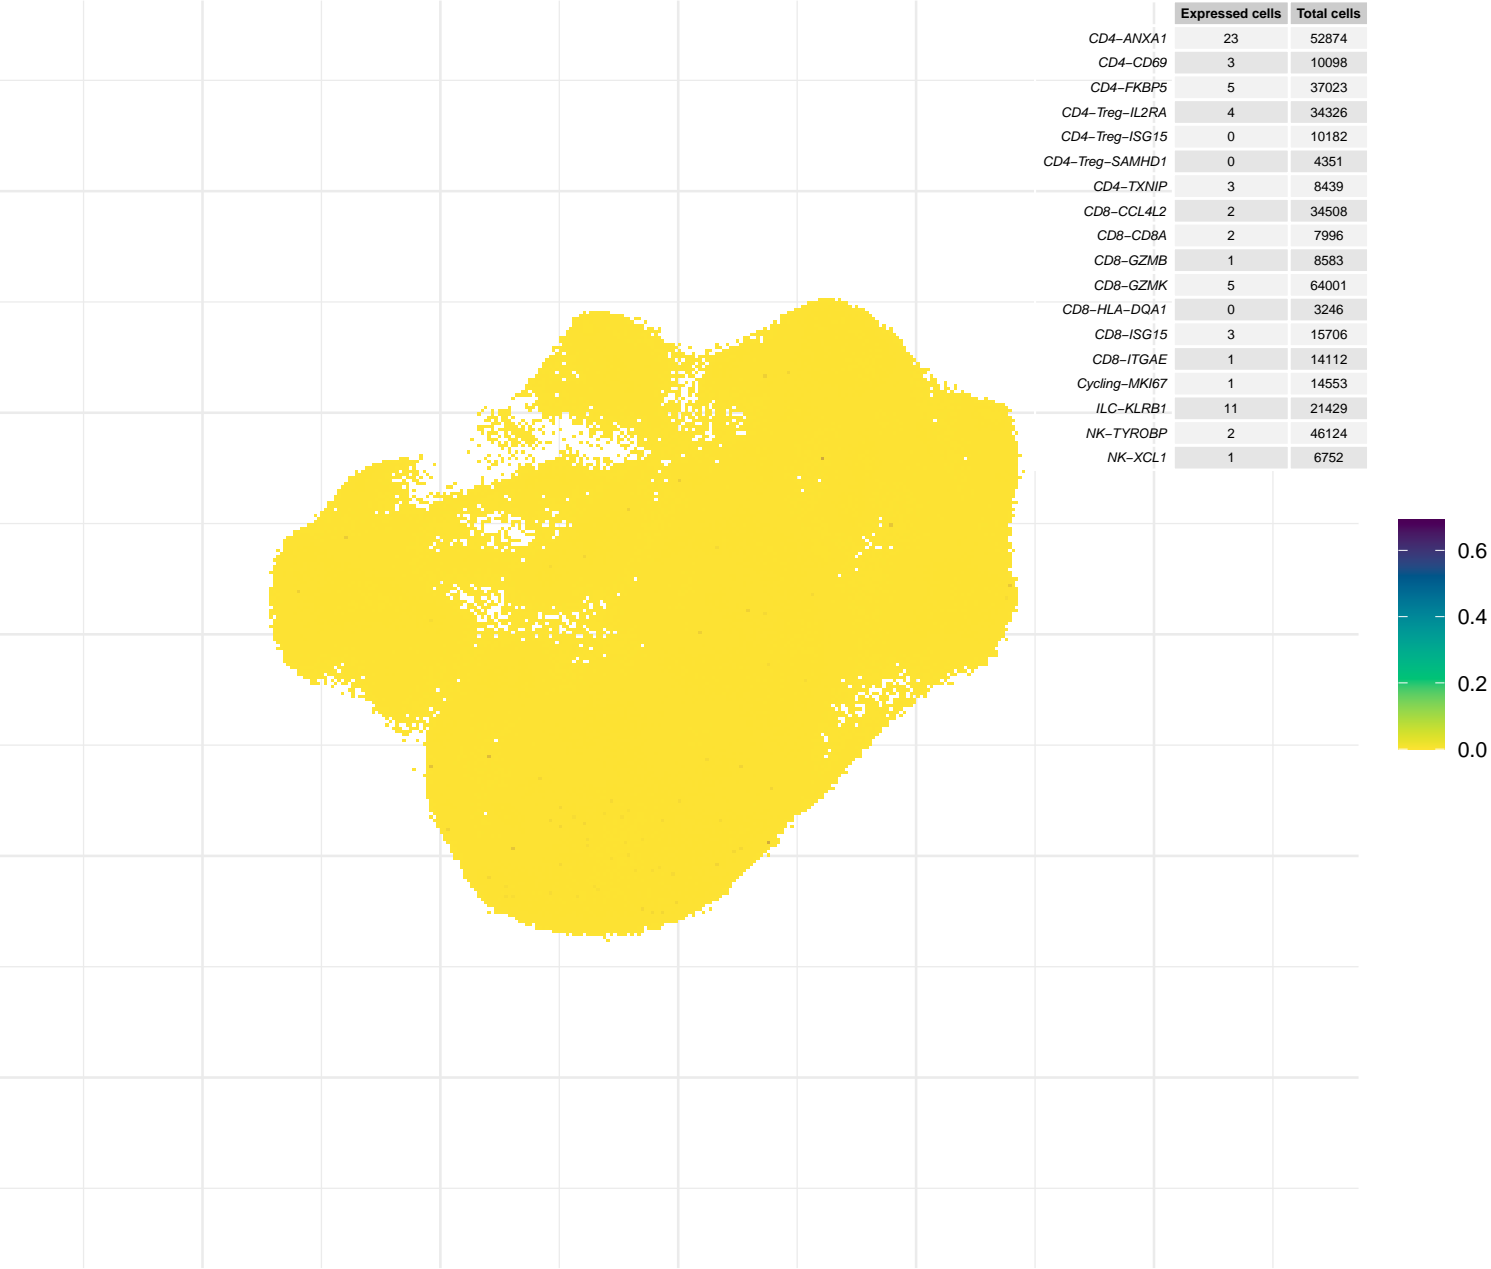 Expressed cells Total cells
CD4−ANXA1 23 52874
CD4−CD69 3 10098
CD4−FKBP5 5 37023
CD4−Treg−IL2RA 4 34326
CD4−Treg−ISG15 0 10182
CD4−Treg−SAMHD1 0 4351
CD4−TXNIP 3 8439
CD8−CCL4L2 2 34508
CD8−CD8A 2 7996
CD8−GZMB 1 8583
CD8−GZMK 5 64001
CD8−HLA−DQA1 0 3246
CD8−ISG15 3 15706
CD8−ITGAE 1 14112
Cycling−MKI67 1 14553
ILC−KLRB1 11 21429
NK−TYROBP 2 46124
NK−XCL1 1 6752
0.6
0.4
0.2
0.0